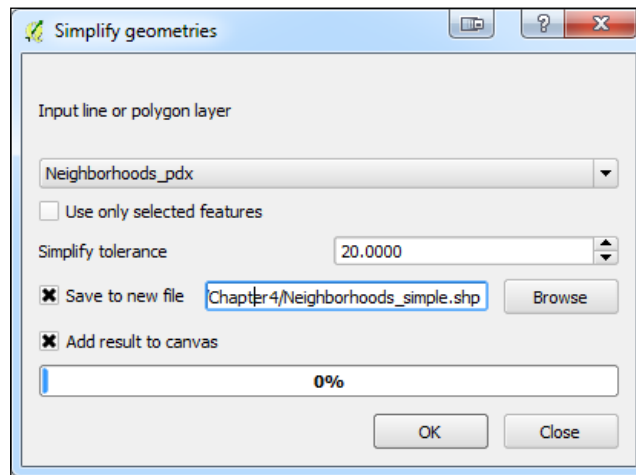 Simplify geometries
Input line or polygon layer
Neighborhoods_pdx
Use only selected features
Simplify tolerance 20.0000
Save to new file Chapter4/Neighborhoods_simple.shp Browse
Add result to canvas
0%
OK Close